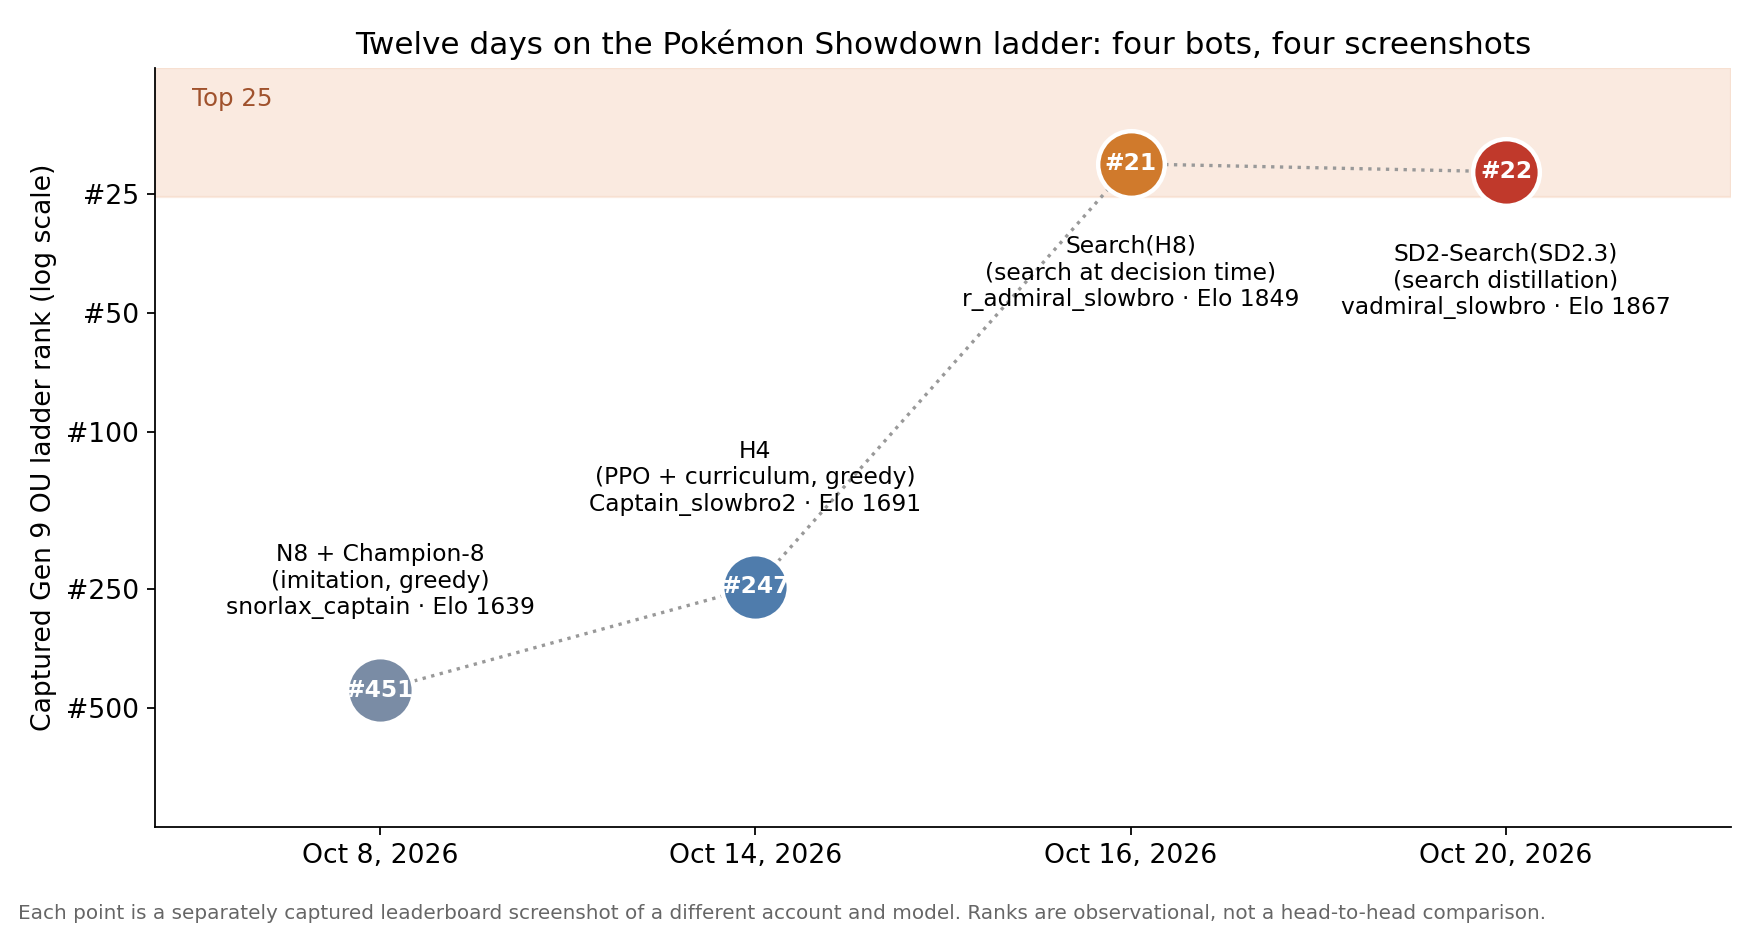 Twelve days on the Pokémon Showdown ladder: four bots, four screenshots
Top 25
Captured Gen 9 OU ladder rank (log scale)
#25
#50
#100
#250
#500
#21
#22
Search(H8)
(search at decision time)
r_admiral_slowbro · Elo 1849
SD2-Search(SD2.3)
(search distillation)
vadmiral_slowbro · Elo 1867
H4
(PPO + curriculum, greedy)
Captain_slowbro2 · Elo 1691
#247
N8 + Champion-8
(imitation, greedy)
snorlax_captain · Elo 1639
#451
Oct 8, 2026
Oct 14, 2026
Oct 16, 2026
Oct 20, 2026
Each point is a separately captured leaderboard screenshot of a different account and model. Ranks are observational, not a head-to-head comparison.